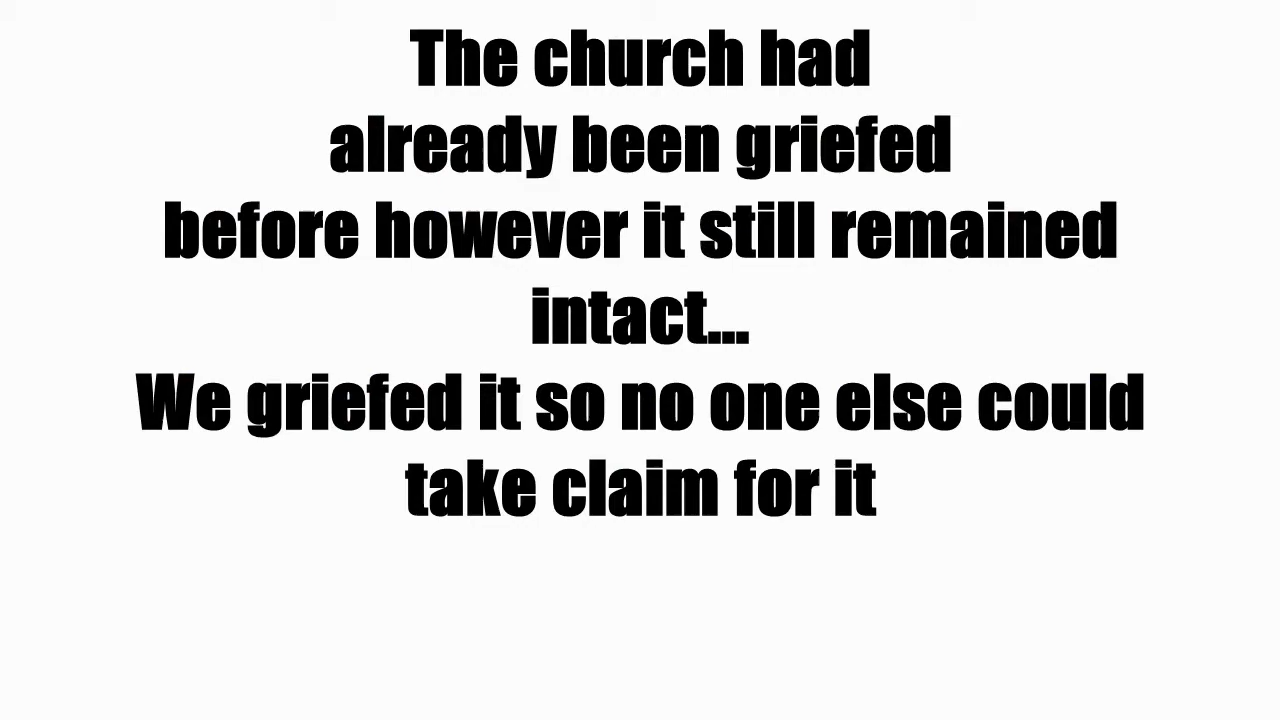 The church had
already been griefed
before however it still remained
intact...
We griefed it so no one else could
take claim for it